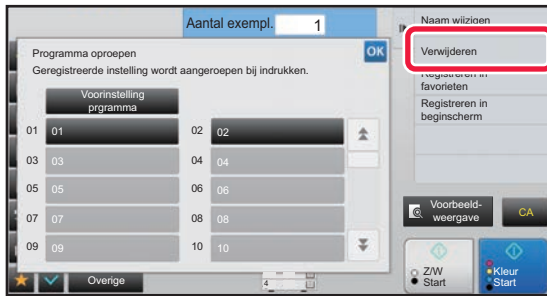 Aantal exempl. 1
Naam wijzigen
Programma oproepen
OK
Verwijderen
Geregistreerde instelling wordt aangeroepen bij indrukken.
Registreren in
favorieten
Voorinstelling
prgramma
Registreren in
beginscherm
01 01 02 02
03 03 04 04
05 05 06 06
07 07 08 08
09 09 10 10
Voorbeeld-
weergave
CA
Z/W
Start
Kleur
Start
Overige
4